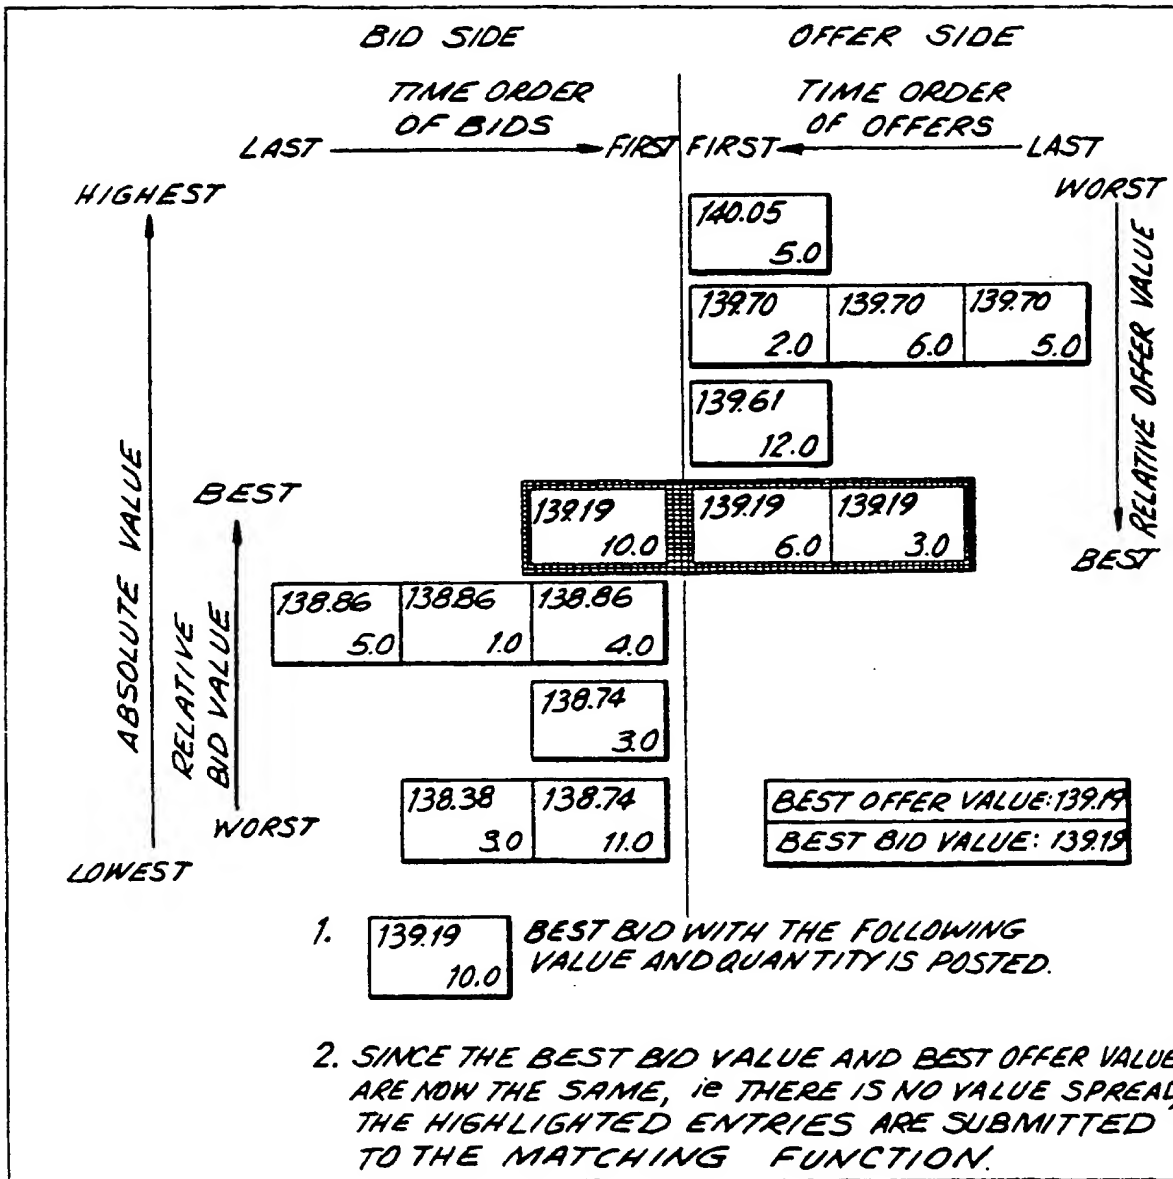 BID SIDE OFFER SIDE
TIME ORDER OF BIDS
TIME ORDER OF OFFERS
LAST FIRST FIRST LAST
HIGHEST
WORST
140.05
5.0
139.70 139.70 139.70
2.0 6.0 5.0
139.61
12.0
RELATIVE OFFER VALUE
ABSOLUTE VALUE
BEST
139.19 139.19 139.19
10.0 6.0 3.0
BEST
RELATIVE
BID VALUE
138.86 138.86 138.86
5.0 1.0 4.0
138.74
3.0
138.38 138.74
3.0 11.0
WORST
LOWEST
BEST OFFER VALUE: 139.19
BEST BID VALUE: 139.19
1. 139.19 BEST BID WITH THE FOLLOWING
10.0 VALUE AND QUANTITY IS POSTED.
2. SINCE THE BEST BID VALUE AND BEST OFFER VALUE
ARE NOW THE SAME, ie THERE IS NO VALUE SPREAD,
THE HIGHLIGHTED ENTRIES ARE SUBMITTED
TO THE MATCHING FUNCTION.